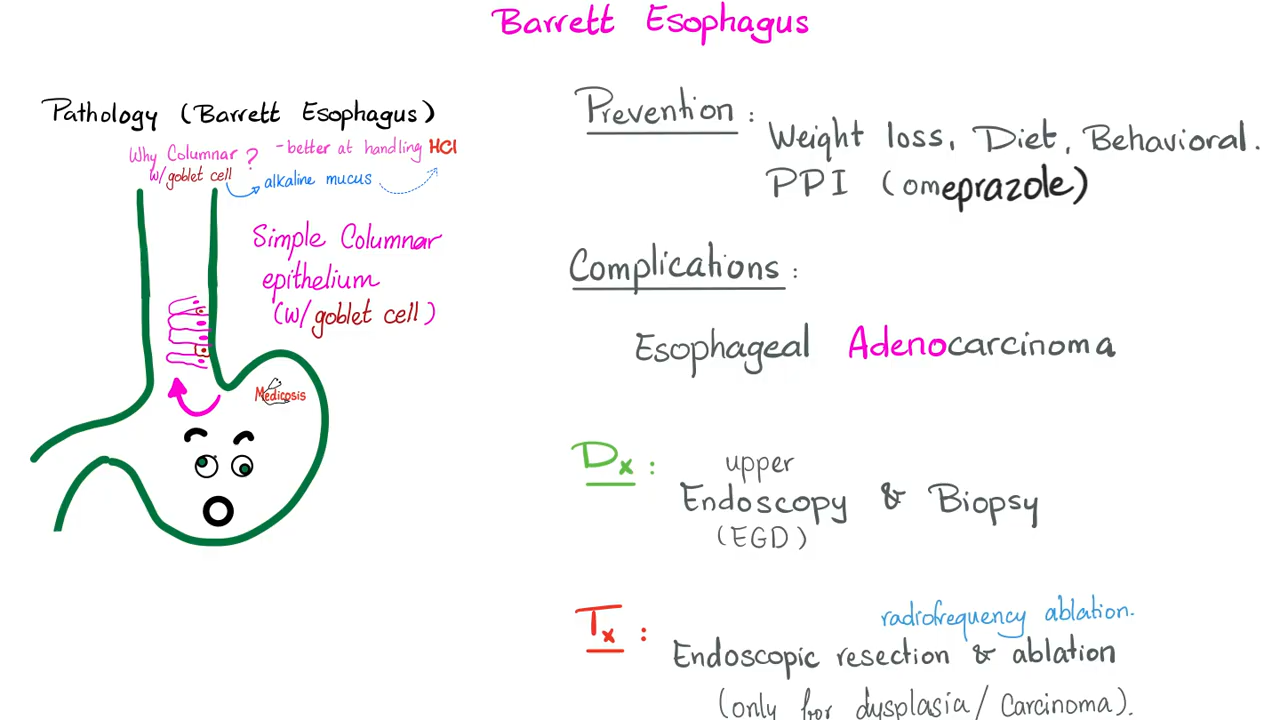 Barrett Esophagus
Pathology (Barrett Esophagus)
Why Columnar
w/goblet cell ?
- better at handling HCl
alkaline mucus
Simple Columnar
epithelium
(w/goblet cell)
Medicosis
Prevention :
Weight loss, Diet, Behavioral.
PPI (omeprazole)
Complications :
Esophageal Adenocarcinoma
Dx :
upper
Endoscopy & Biopsy
(EGD)
Tx :
radiofrequency ablation.
Endoscopic resection & ablation
(only for dysplasia/Carcinoma).